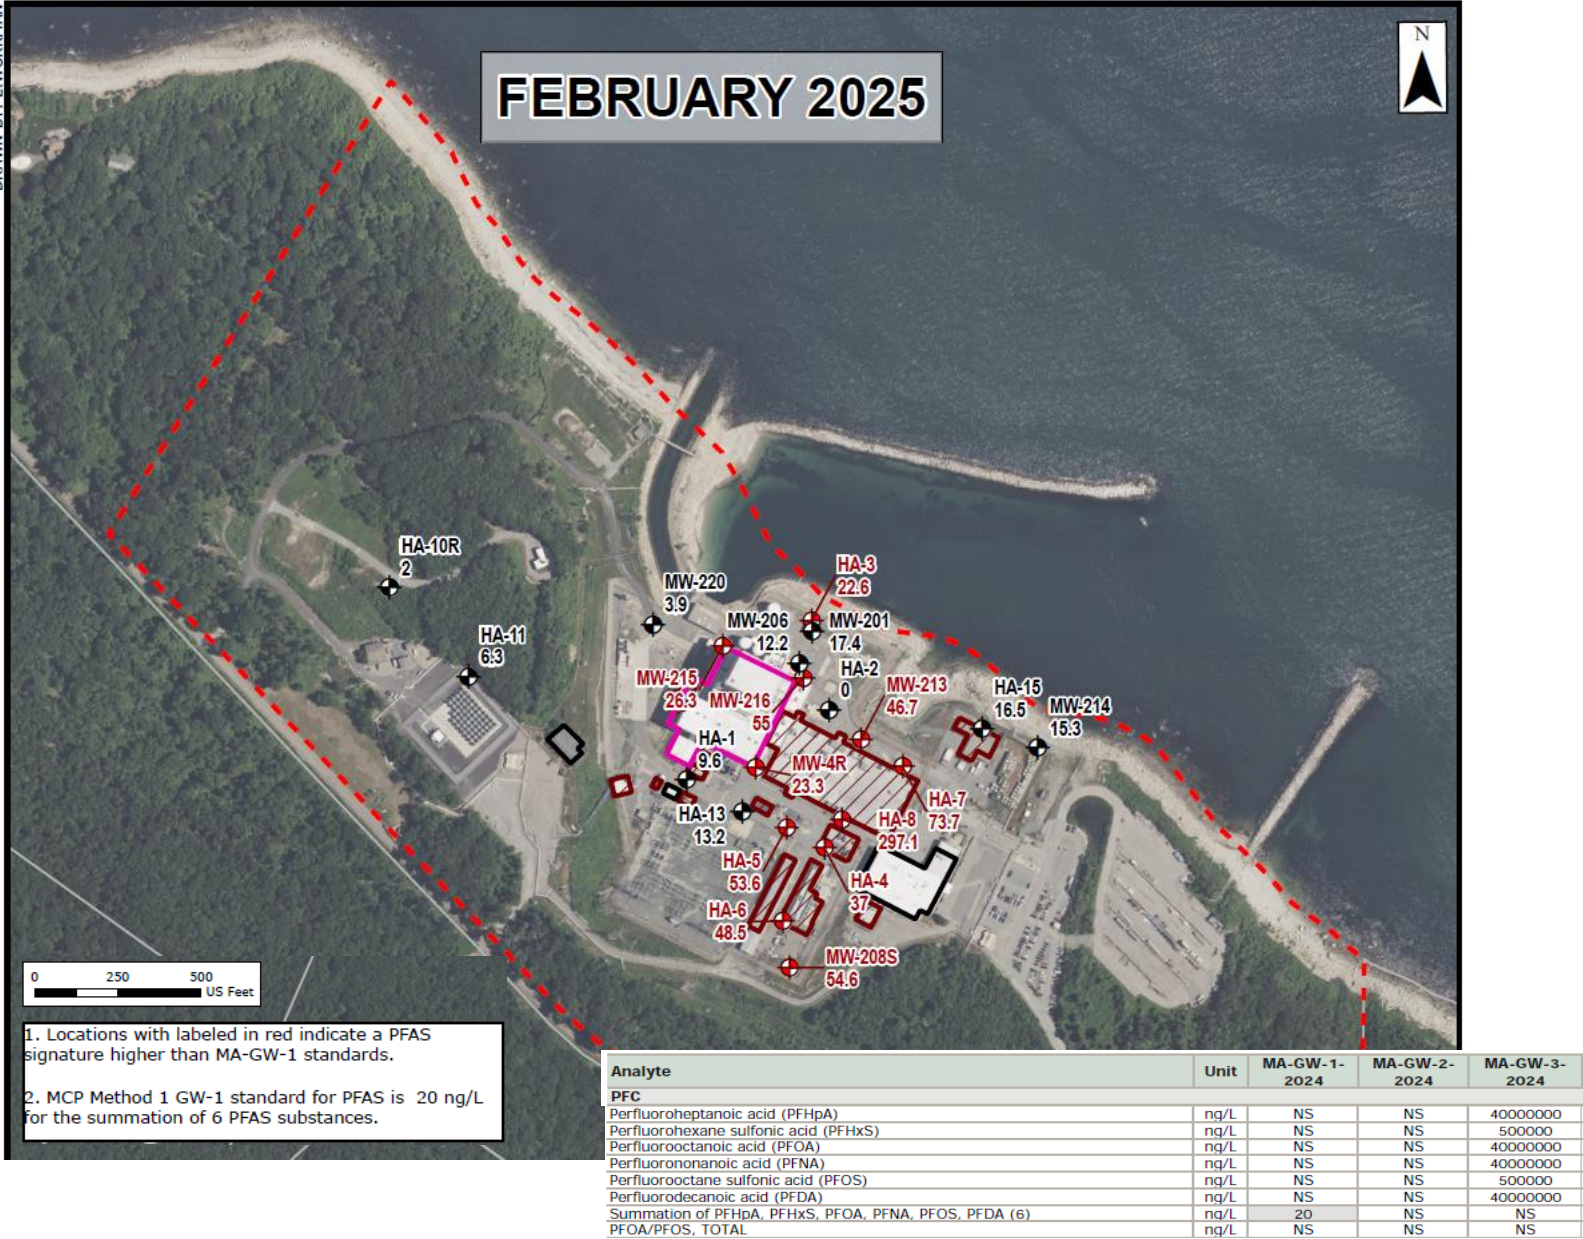 FEBRUARY 2025
N
HA-3
22.6
HA-10R
2
MW-220
3.9
MW-206
12.2
MW-201
17.4
HA-11
6.3
HA-2
0
MW-215
26.3
MW-216
55
MW-213
46.7
HA-15
16.5
MW-214
15.3
HA-1
9.6
MW-4R
23.3
HA-7
73.7
HA-13
13.2
HA-8
297.1
HA-5
53.6
HA-4
37
HA-6
48.5
MW-208S
54.6
0 250 500
US Feet
1. Locations with labeled in red indicate a PFAS
signature higher than MA-GW-1 standards.
2. MCP Method 1 GW-1 standard for PFAS is 20 ng/L
for the summation of 6 PFAS substances.
Analyte Unit MA-GW-1-2024 MA-GW-2-2024 MA-GW-3-2024
PFC
Perfluoroheptanoic acid (PFHpA) ng/L NS NS 40000000
Perfluorohexane sulfonic acid (PFHxS) ng/L NS NS 500000
Perfluorooctanoic acid (PFOA) ng/L NS NS 40000000
Perfluorononanoic acid (PFNA) ng/L NS NS 40000000
Perfluorooctane sulfonic acid (PFOS) ng/L NS NS 500000
Perfluorodecanoic acid (PFDA) ng/L NS NS 40000000
Summation of PFHpA, PFHxS, PFOA, PFNA, PFOS, PFDA (6) ng/L 20 NS NS
PFOA/PFOS, TOTAL ng/L NS NS NS